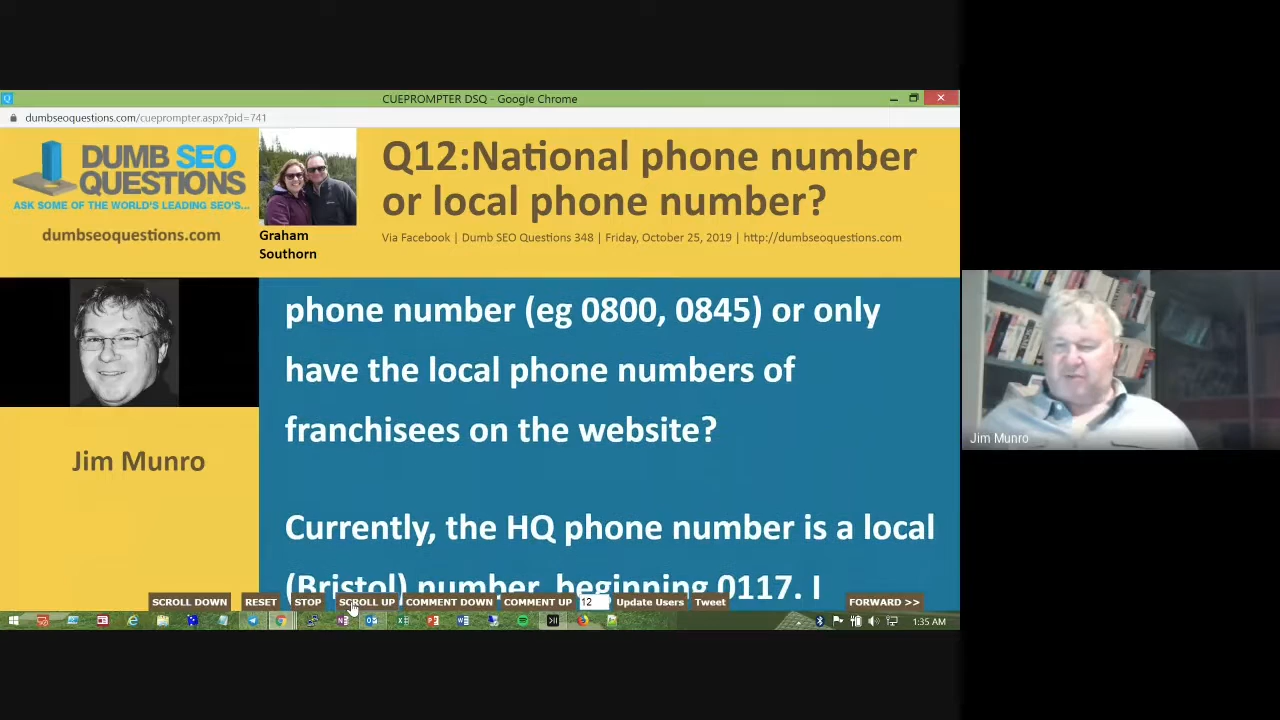 CUEPROMPTER DSQ - Google Chrome
dumbseoquestions.com/cueprompter.aspx?pid=741
DUMB SEO
QUESTIONS
ASK SOME OF THE WORLD'S LEADING SEO'S...
dumbseoquestions.com
Graham
Southorn
Q12:National phone number
or local phone number?
Via Facebook | Dumb SEO Questions 348 | Friday, October 25, 2019 | http://dumbseoquestions.com
Jim Munro
phone number (eg 0800, 0845) or only
have the local phone numbers of
franchisees on the website?
Currently, the HQ phone number is a local
(Bristol) number, beginning 0117. I
SCROLL DOWN RESET STOP SCROLL UP COMMENT DOWN COMMENT UP 12 Update Users Tweet FORWARD >>
1:35 AM
Jim Munro